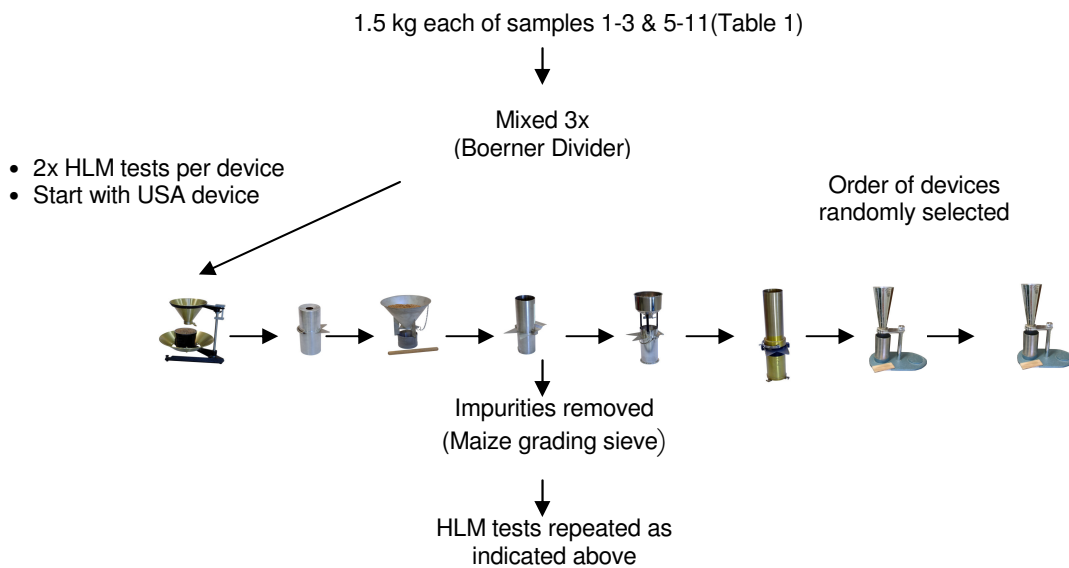 1.5 kg each of samples 1-3 & 5-11(Table 1)
Mixed 3x
(Boerner Divider)
• 2x HLM tests per device
• Start with USA device
Order of devices
randomly selected
Impurities removed
(Maize grading sieve)
HLM tests repeated as
indicated above